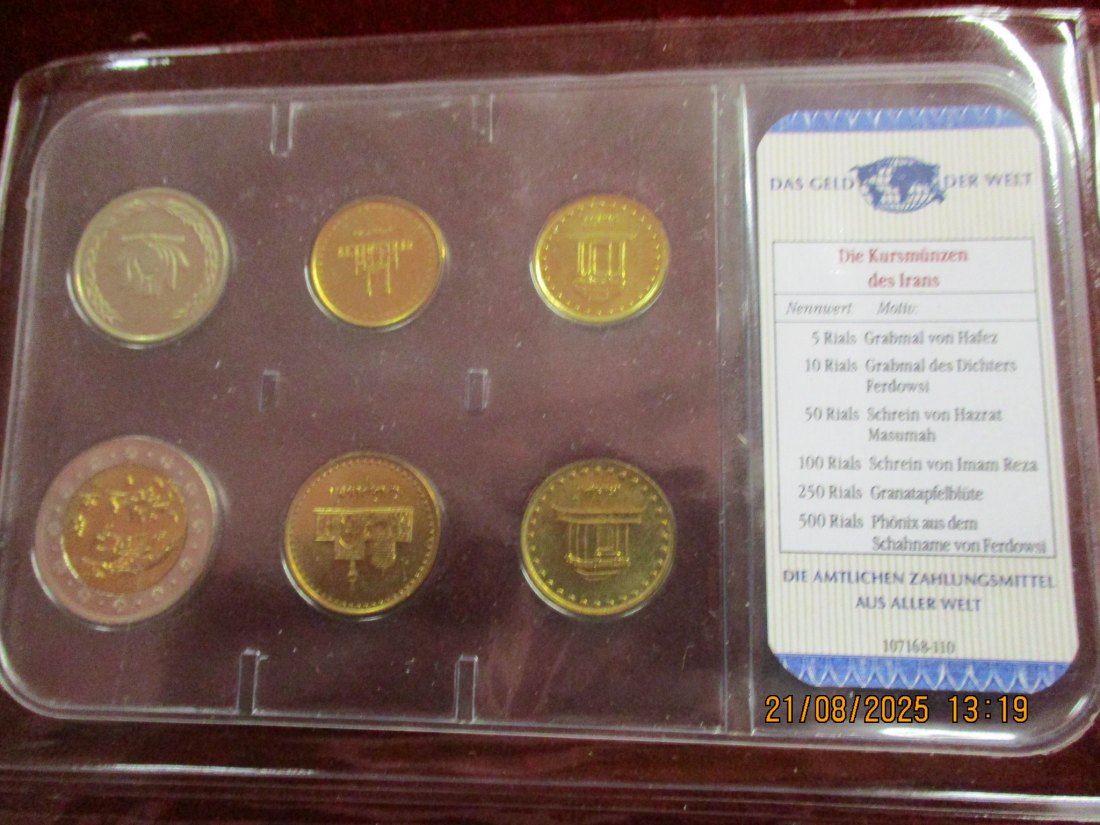 DAS GELD DER WELT
Die Kursmünzen
des Irans
Nennwert Motiv:
5 Rials Grabmal von Hafez
10 Rials Grabmal des Dichters
Ferdowsi
50 Rials Schrein von Hazrat
Masumah
100 Rials Schrein von Imam Reza
250 Rials Granatapfelblüte
500 Rials Phönix aus dem
Schahname von Ferdowsi
DIE AMTLICHEN ZAHLUNGSMITTEL
AUS ALLER WELT
107168-110
21/08/2025 13:19